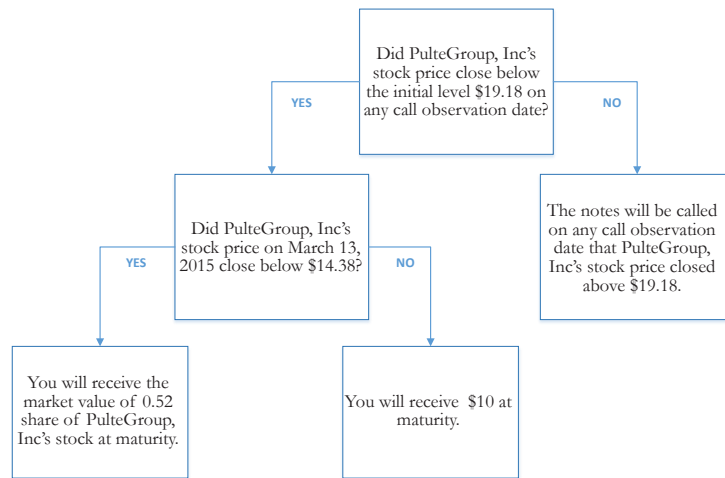 Did PulteGroup, Inc's
stock price close below
the initial level $19.18 on
any call observation date?
YES
NO
Did PulteGroup, Inc's
stock price on March 13,
2015 close below $14.38?
The notes will be called
on any call observation
date that PulteGroup,
Inc's stock price closed
above $19.18.
YES
NO
You will receive the
market value of 0.52
share of PulteGroup,
Inc's stock at maturity.
You will receive $10 at
maturity.